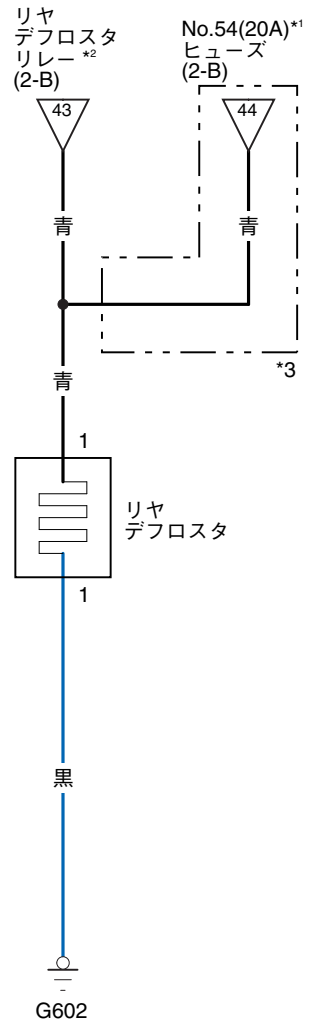 リヤ
デフロスタ
リレー *2
(2-B)
No.54(20A)*1
ヒューズ
(2-B)
43
44
青
青
*3
青
1
リヤ
デフロスタ
1
黒
G602